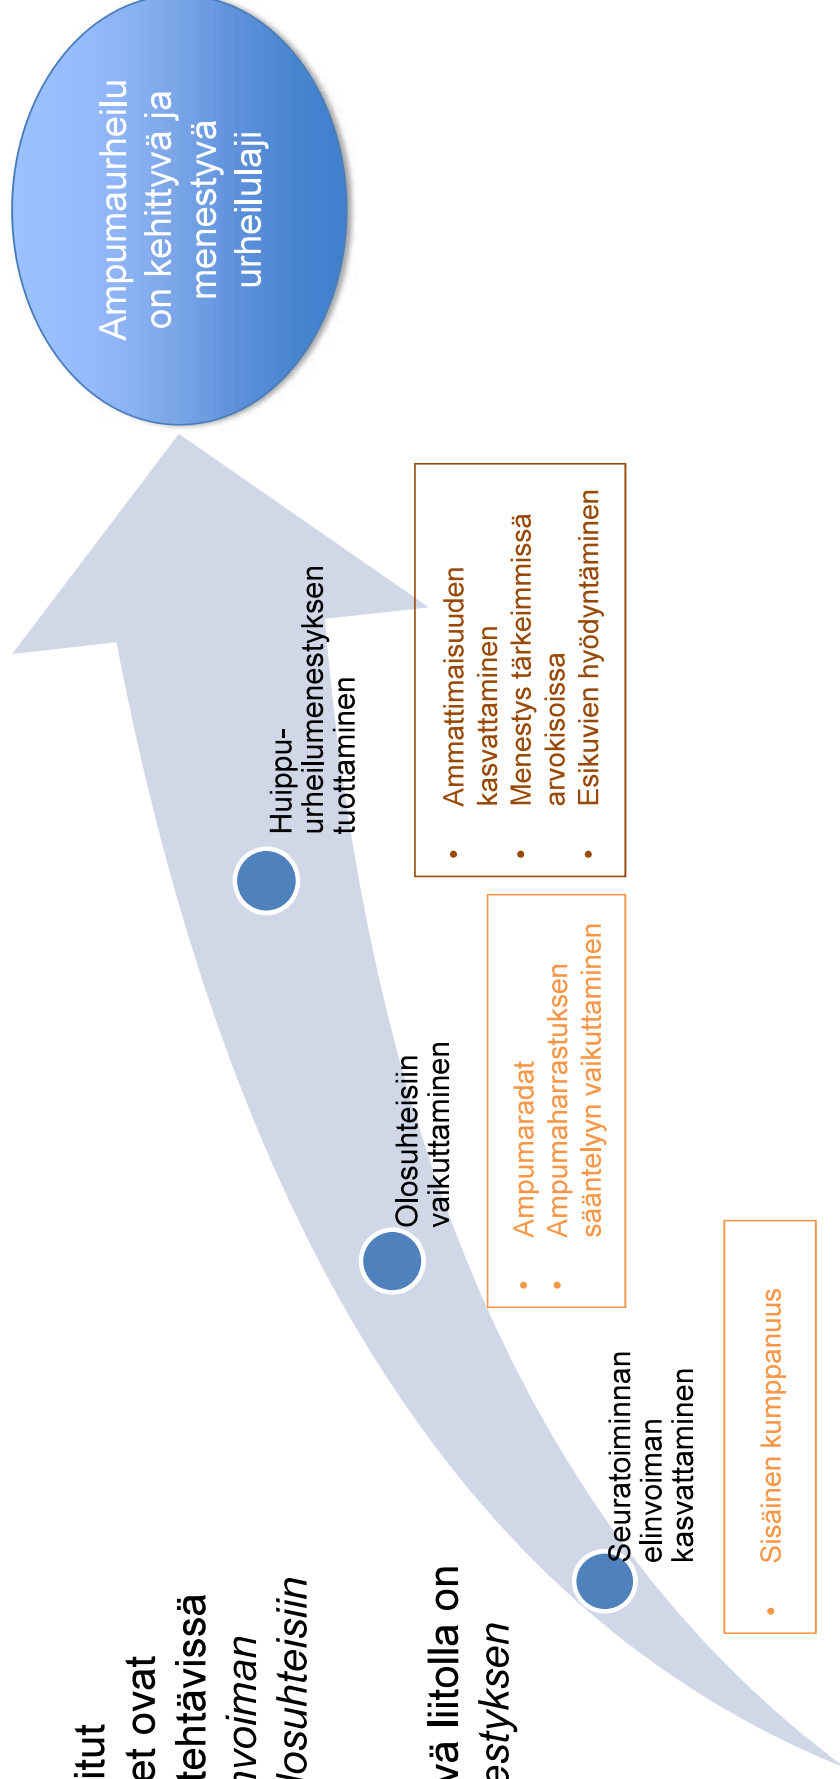 itut
et ovat
tehtävissä
nvoiman
losuhteisiin
vä liitolla on
estyksen
Ampumaurheilu
on kehittyvä ja
menestyvä
urheilulaji
Huippu-
urheilumenestyksen
tuottaminen
Olosuhteisiin
vaikuttaminen
Seuratoiminnan
elinvoiman
kasvattaminen
• Ammattimaisuuden
kasvattaminen
• Menestys tärkeimmissä
arvokisoissa
• Esikuvien hyödyntäminen
• Ampumaradat
• Ampumaharrastuksen
sääntelyyn vaikuttaminen
• Sisäinen kumppanuus